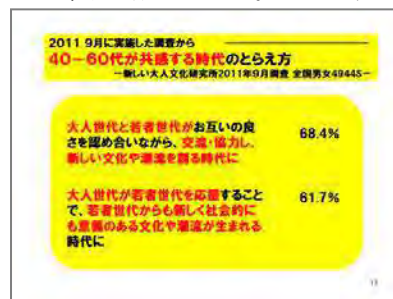 2011 9月に実施した調査から
40－60代が共感する時代のとらえ方
－新しい大人文化研究所2011年9月調査 全国男女4944S－
大人世代と若者世代がお互いの良
さを認め合いながら、交流・協力し、
新しい文化や潮流を創る時代に
68.4%
大人世代が若者世代を応援すること
で、若者世代からも新しく社会的に
も意義のある文化や潮流が生まれる
時代に
61.7%